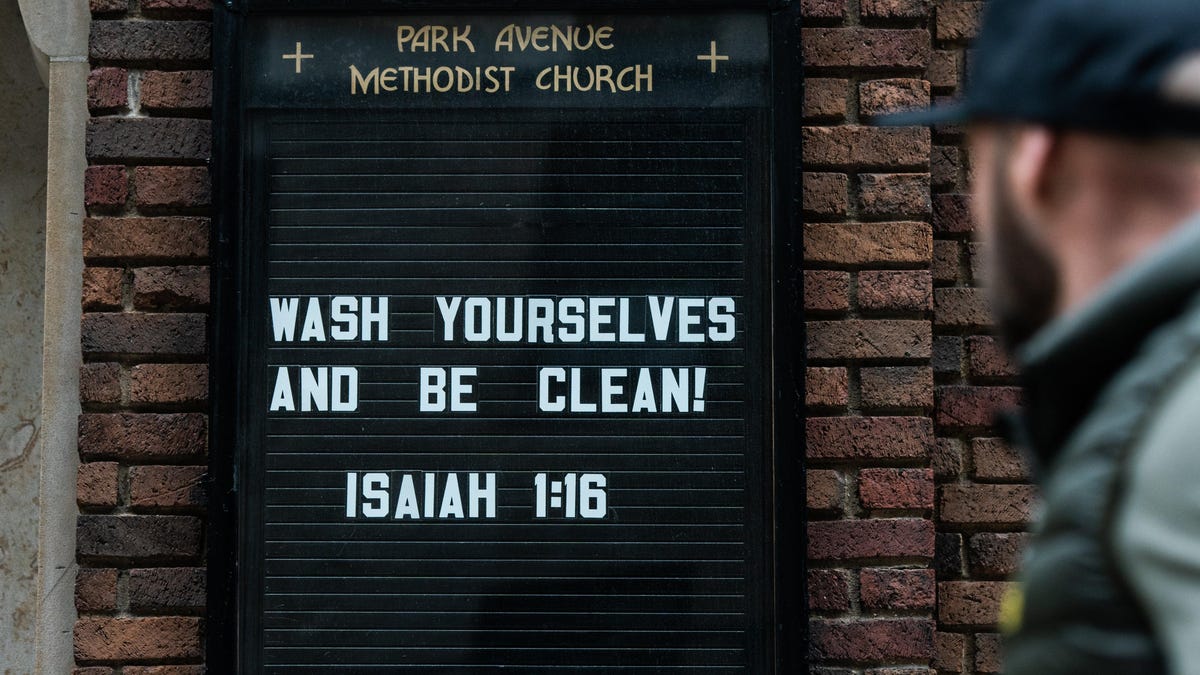 PARK AVENUE
METHODIST CHURCH
WASH YOURSELVES
AND BE CLEAN!
ISAIAH 1:16